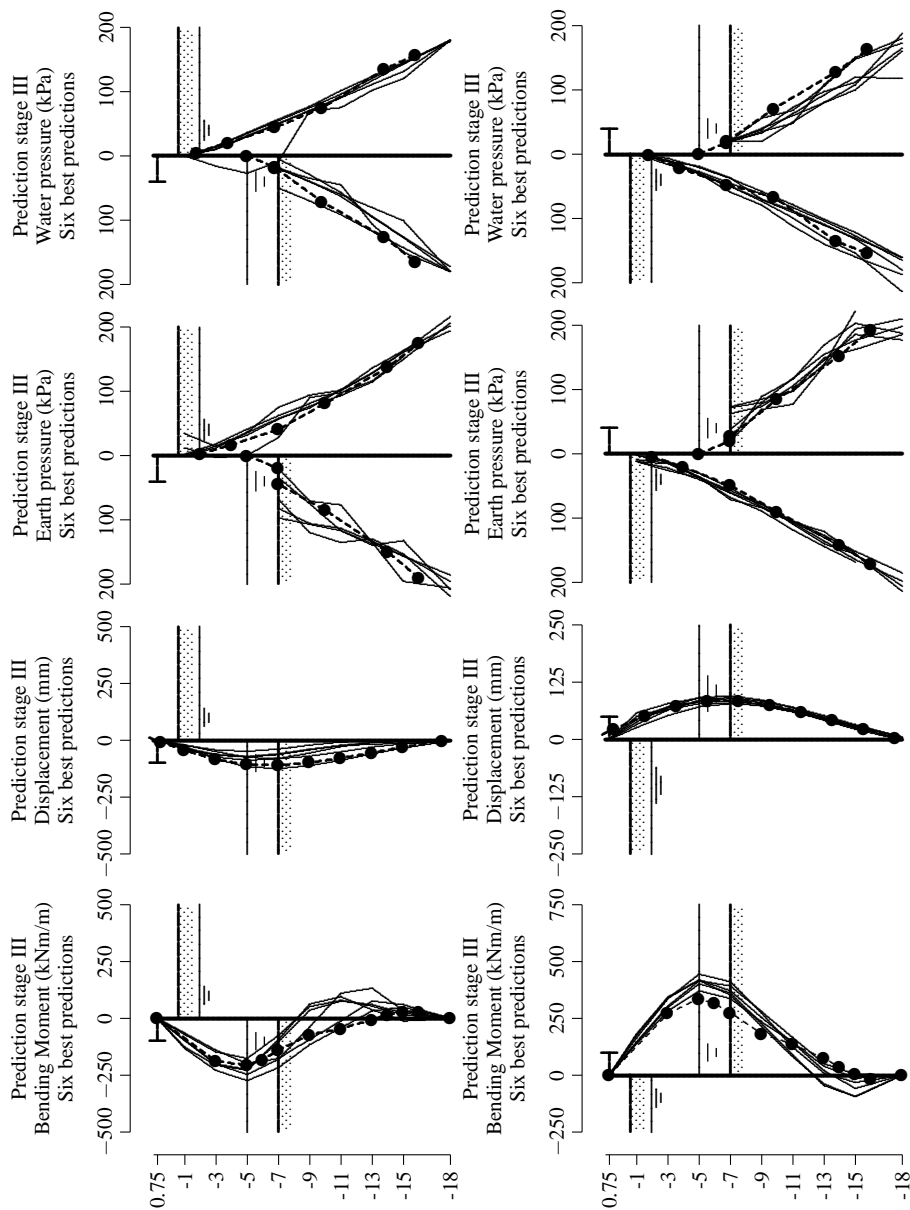 Prediction stage III
Bending Moment (kNm/m)
Six best predictions
−500 −250 0 250 500
Prediction stage III
Displacement (mm)
Six best predictions
−500 −250 0 250 500
Prediction stage III
Earth pressure (kPa)
Six best predictions
200 100 0 100 200
Prediction stage III
Water pressure (kPa)
Six best predictions
200 100 0 100 200
0.75
-1
-3
-5
-7
-9
-11
-13
-15
-18
Prediction stage III
Bending Moment (kNm/m)
Six best predictions
−250 0 250 500 750
Prediction stage III
Displacement (mm)
Six best predictions
−250 −125 0 125 250
Prediction stage III
Earth pressure (kPa)
Six best predictions
200 100 0 100 200
Prediction stage III
Water pressure (kPa)
Six best predictions
200 100 0 100 200
0.75
-1
-3
-5
-7
-9
-11
-13
-15
-18